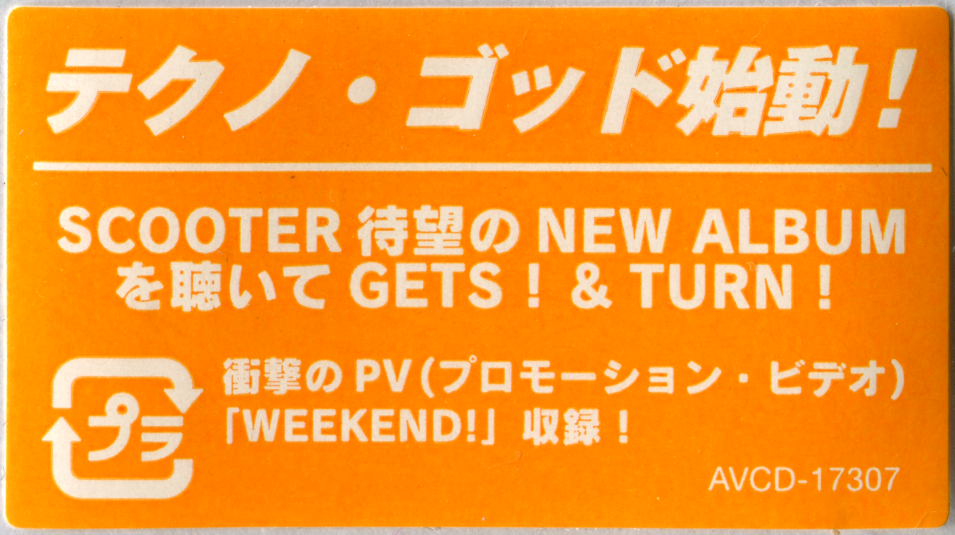 テクノ・ゴッド始動！
SCOOTER 待望の NEW ALBUM
を聴いて GETS！& TURN！
プラ
衝撃の PV (プロモーション・ビデオ)
「WEEKEND!」収録！
AVCD-17307